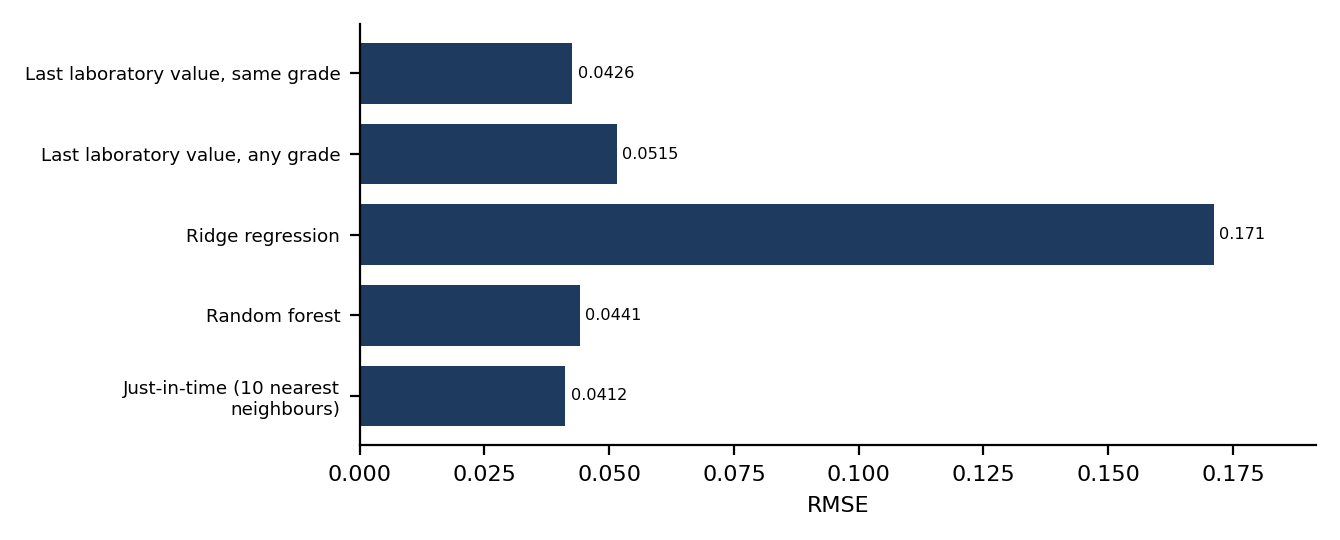 Last laboratory value, same grade
0.0426
Last laboratory value, any grade
0.0515
Ridge regression
0.171
Random forest
0.0441
Just-in-time (10 nearest
neighbours)
0.0412
0.000 0.025 0.050 0.075 0.100 0.125 0.150 0.175
RMSE